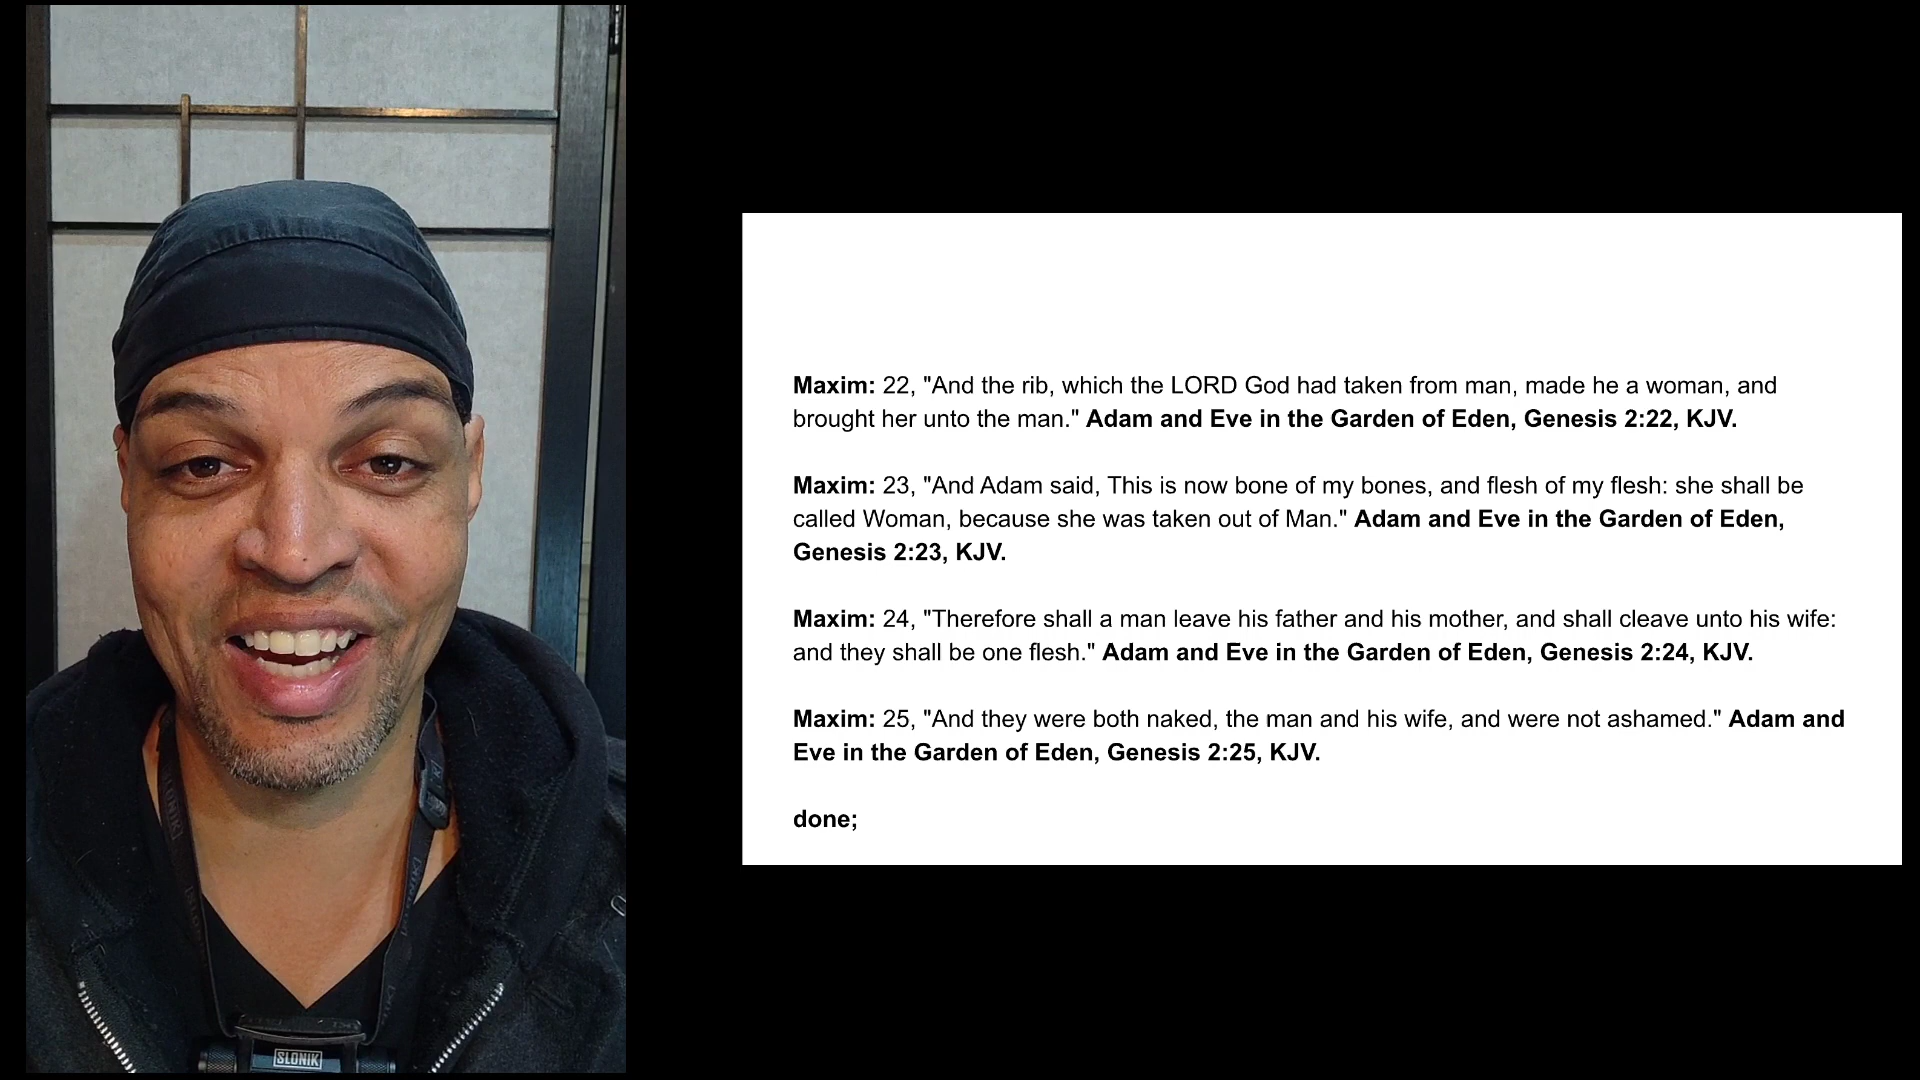 Maxim: 22, "And the rib, which the LORD God had taken from man, made he a woman, and
brought her unto the man." Adam and Eve in the Garden of Eden, Genesis 2:22, KJV.
Maxim: 23, "And Adam said, This is now bone of my bones, and flesh of my flesh: she shall be
called Woman, because she was taken out of Man." Adam and Eve in the Garden of Eden,
Genesis 2:23, KJV.
Maxim: 24, "Therefore shall a man leave his father and his mother, and shall cleave unto his wife:
and they shall be one flesh." Adam and Eve in the Garden of Eden, Genesis 2:24, KJV.
Maxim: 25, "And they were both naked, the man and his wife, and were not ashamed." Adam and
Eve in the Garden of Eden, Genesis 2:25, KJV.
done;
SLONIK